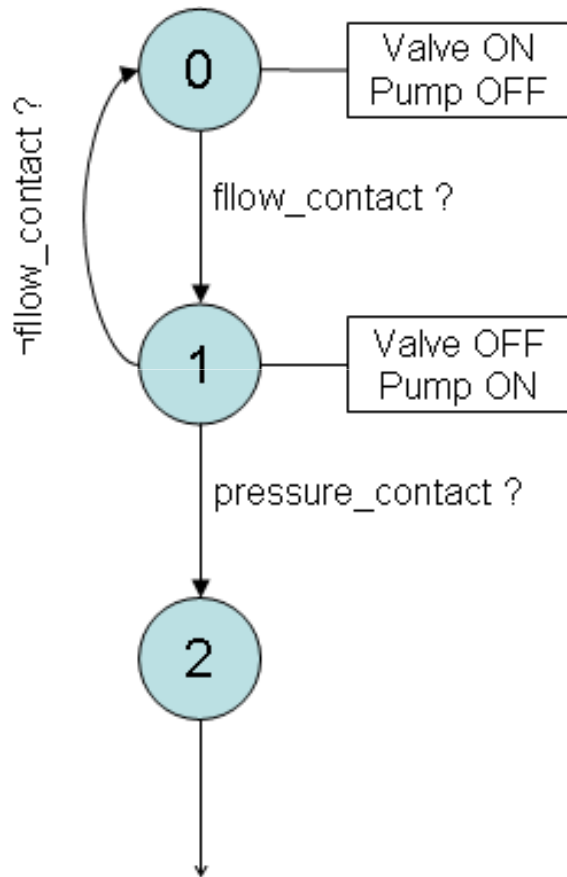 0
Valve ON
Pump OFF
fllow_contact ?
¬fllow_contact ?
1
Valve OFF
Pump ON
pressure_contact ?
2